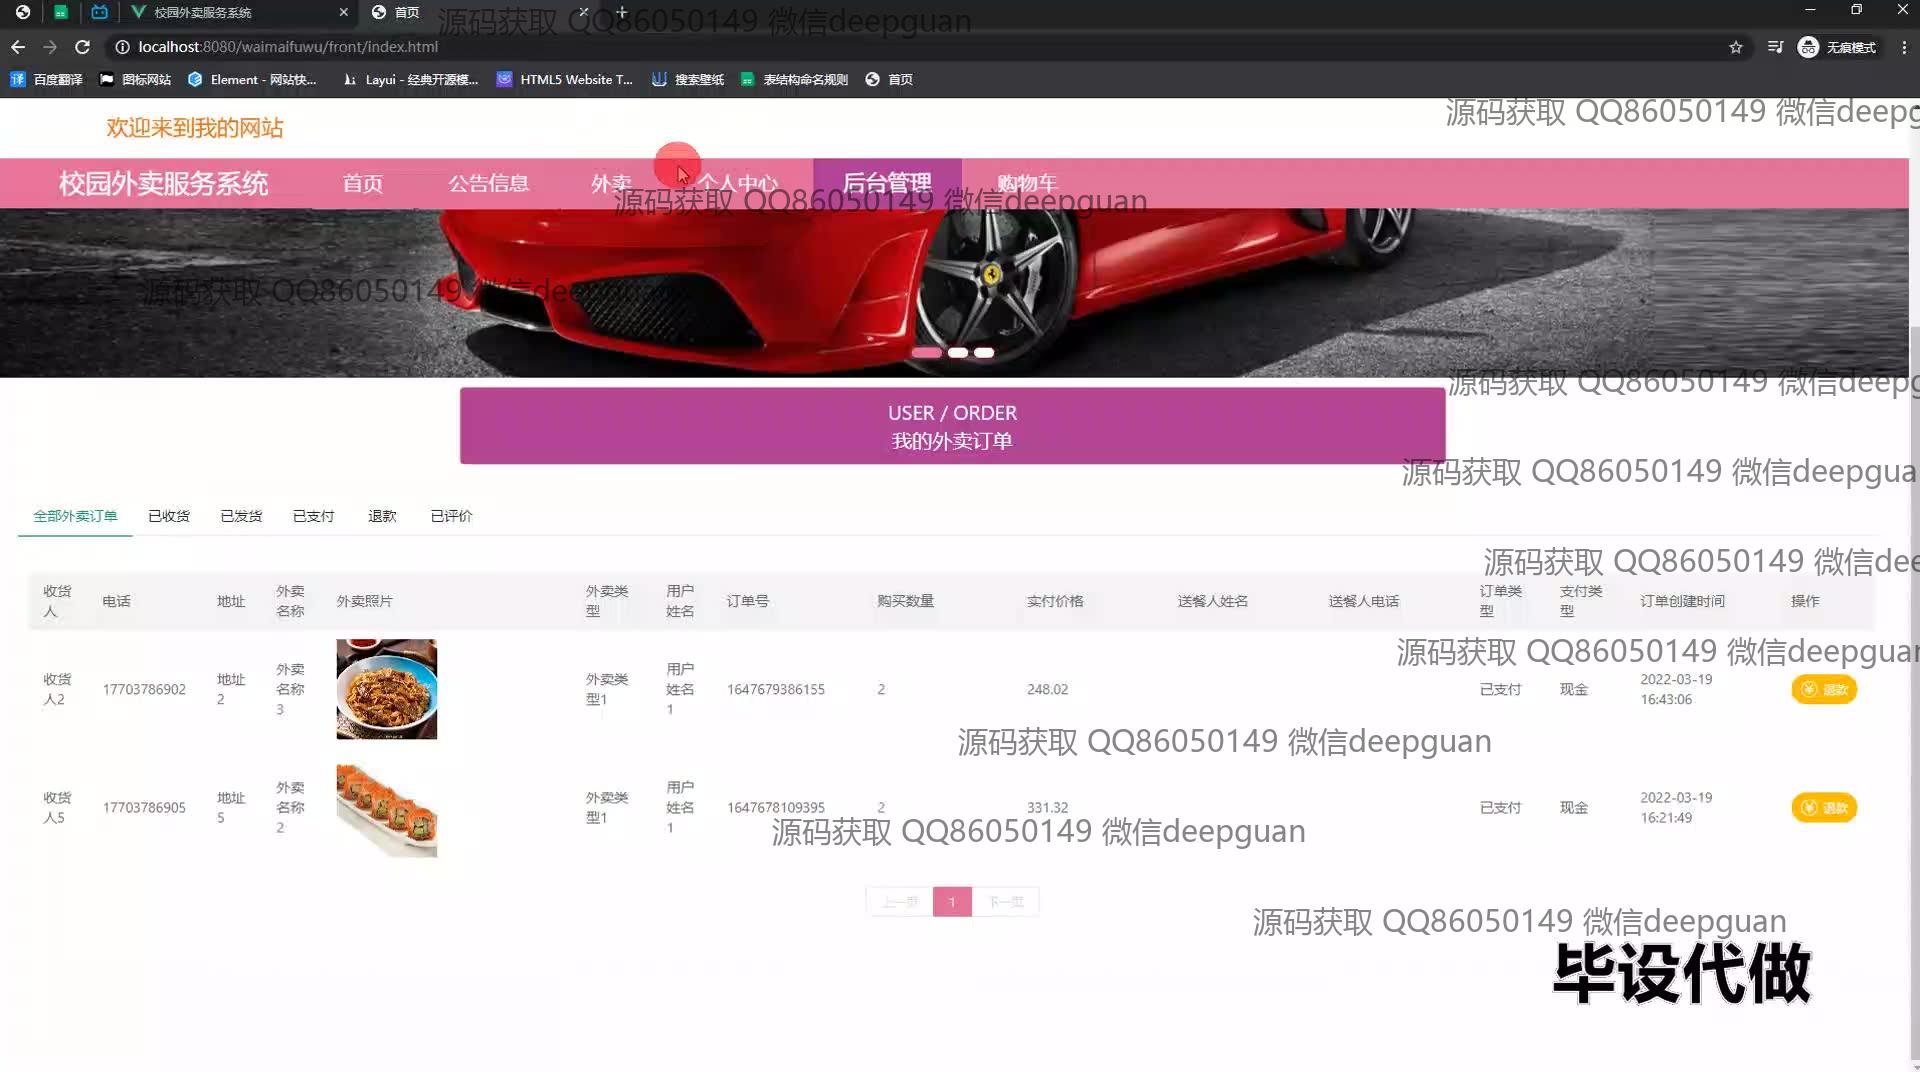 校园外卖服务系统
首页
源码获取 QQ86050149 微信deepguan
localhost:8080/waimaifuwu/front/index.html
无痕模式
百度翻译
图标网站
Element - 网站快...
Layui - 经典开源模...
HTML5 Website T...
搜索壁纸
表结构命名规则
首页
源码获取 QQ86050149 微信deepg
欢迎来到我的网站
校园外卖服务系统
首页
公告信息
外卖
个人中心
后台管理
购物车
源码获取 QQ86050149 微信deepguan
源码获取 QQ86050149 微信deepguan
源码获取 QQ86050149 微信deepg
USER / ORDER
我的外卖订单
源码获取 QQ86050149 微信deepgua
全部外卖订单
已收货
已发货
已支付
退款
已评价
源码获取 QQ86050149 微信dee
收货人
电话
地址
外卖名称
外卖照片
外卖类型
用户姓名
订单号
购买数量
实付价格
送餐人姓名
送餐人电话
订单类型
支付类型
订单创建时间
操作
源码获取 QQ86050149 微信deepguan
收货人2
17703786902
地址2
外卖名称3
外卖类型1
用户姓名1
1647679386155
2
248.02
已支付
现金
2022-03-19 16:43:06
退款
源码获取 QQ86050149 微信deepguan
收货人5
17703786905
地址5
外卖名称2
外卖类型1
用户姓名1
1647678109395
2
331.32
已支付
现金
2022-03-19 16:21:49
退款
源码获取 QQ86050149 微信deepguan
上一页
1
下一页
源码获取 QQ86050149 微信deepguan
毕设代做